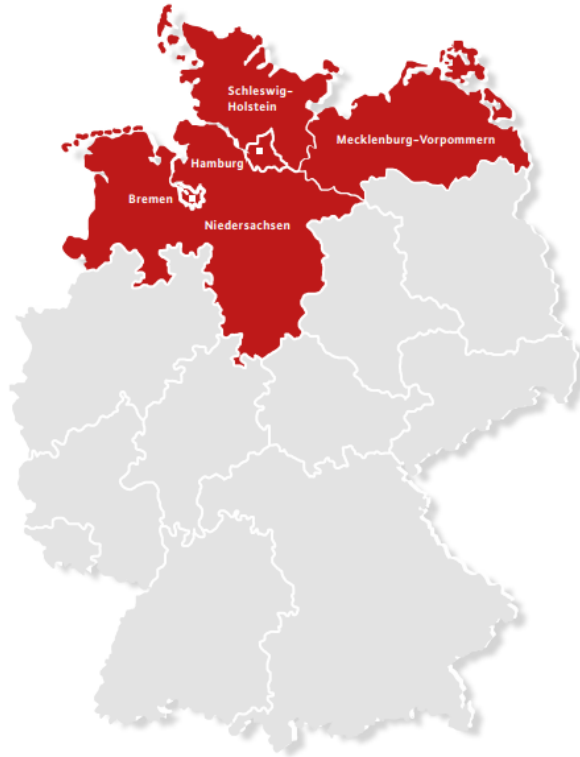 Schleswig-
Holstein
Mecklenburg-Vorpommern
Hamburg
Bremen
Niedersachsen